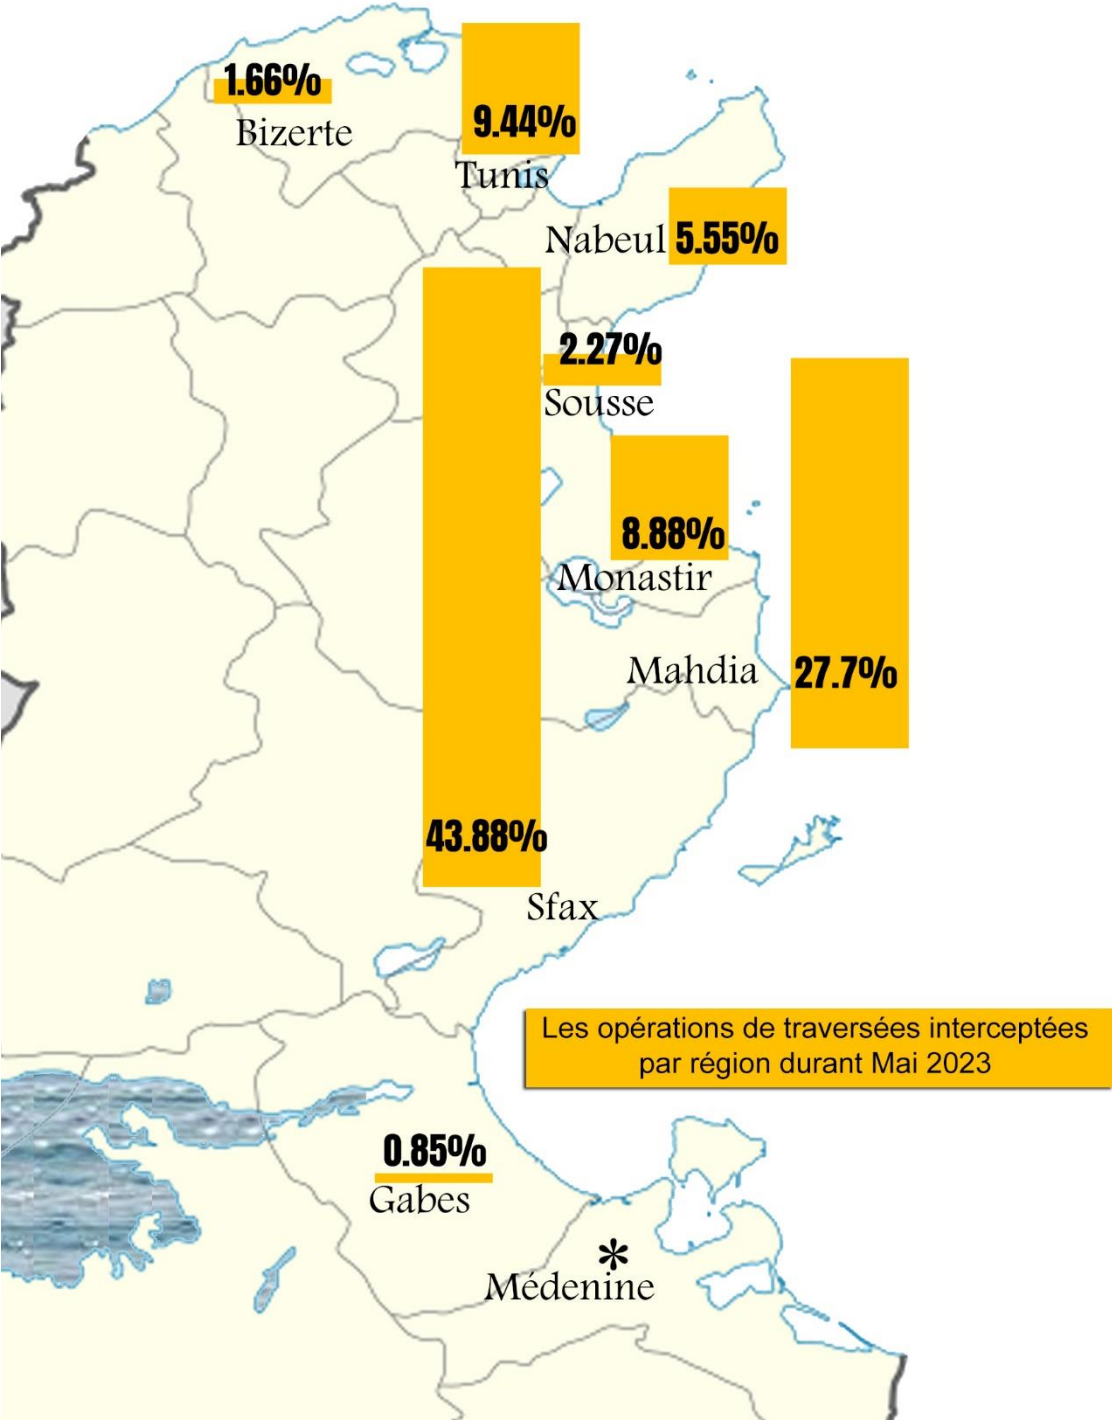 1.66%
Bizerte
9.44%
Tunis
Nabeul 5.55%
2.27%
Sousse
8.88%
Monastir
Mahdia 27.7%
43.88%
Sfax
Les opérations de traversées interceptées
par région durant Mai 2023
0.85%
Gabes
*
Médenine